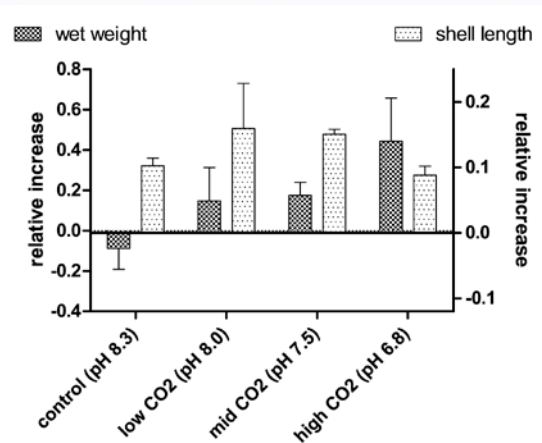 wet weight
shell length
relative increase
0.8
0.6
0.4
0.2
0.0
-0.2
-0.4
0.2
0.1
0.0
-0.1
relative increase
control (pH 8.3)
low CO2 (pH 8.0)
mid CO2 (pH 7.5)
high CO2 (pH 6.8)